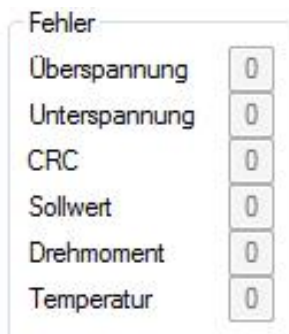 Fehler
Überspannung 0
Unterspannung 0
CRC 0
Sollwert 0
Drehmoment 0
Temperatur 0